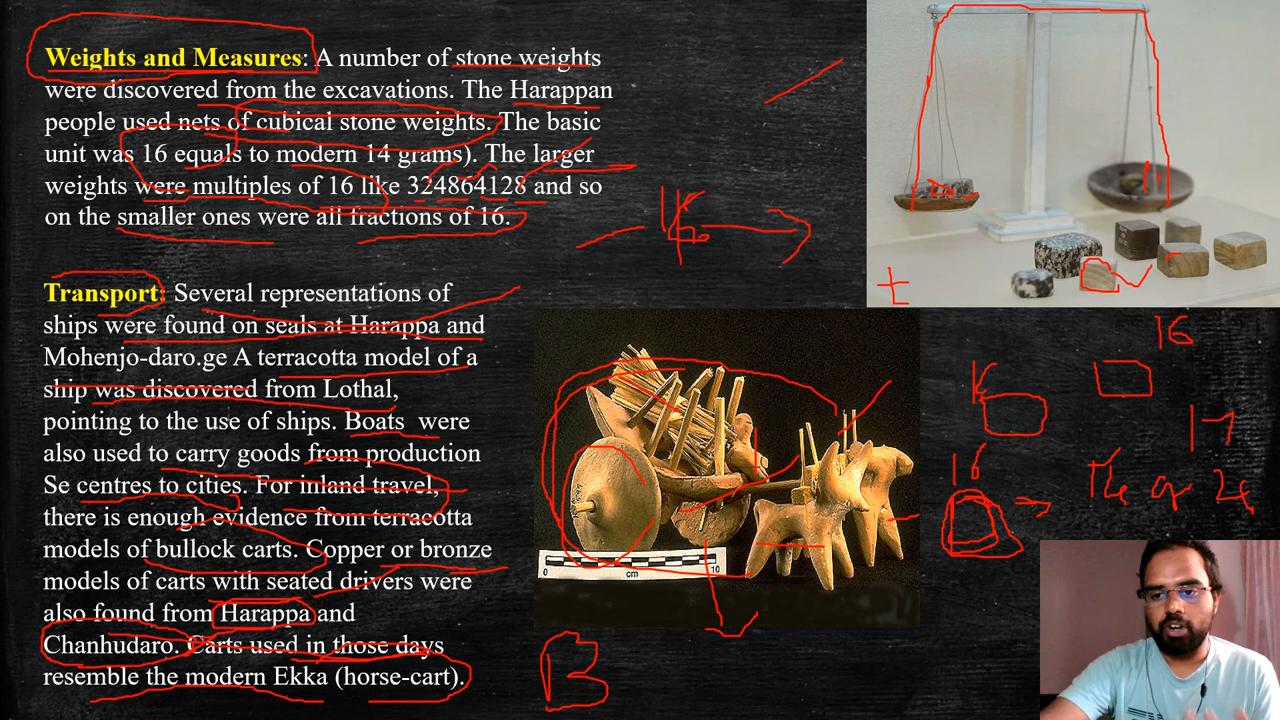 Weights and Measures: A number of stone weights
were discovered from the excavations. The Harappan
people used nets of cubical stone weights. The basic
unit was 16 equals to modern 14 grams). The larger
weights were multiples of 16 like 324864128 and so
on the smaller ones were all fractions of 16.
Transport: Several representations of
ships were found on seals at Harappa and
Mohenjo-daro.ge A terracotta model of a
ship was discovered from Lothal,
pointing to the use of ships. Boats were
also used to carry goods from production
Se centres to cities. For inland travel,
there is enough evidence from terracotta
models of bullock carts. Copper or bronze
models of carts with seated drivers were
also found from Harappa and
Chanhudaro. Carts used in those days
resemble the modern Ekka (horse-cart).
0 cm 10
16
16
B